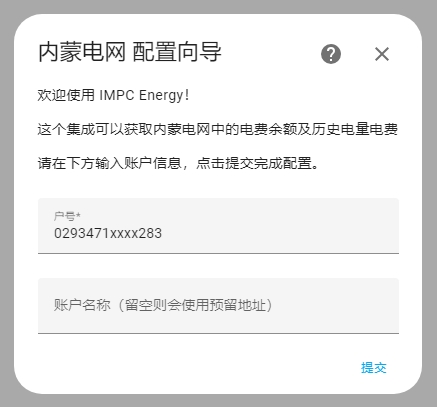 内蒙电网 配置向导
欢迎使用 IMPC Energy！
这个集成可以获取内蒙电网中的电费余额及历史电量电费
请在下方输入账户信息，点击提交完成配置。
户号*
0293471xxxx283
账户名称（留空则会使用预留地址）
提交